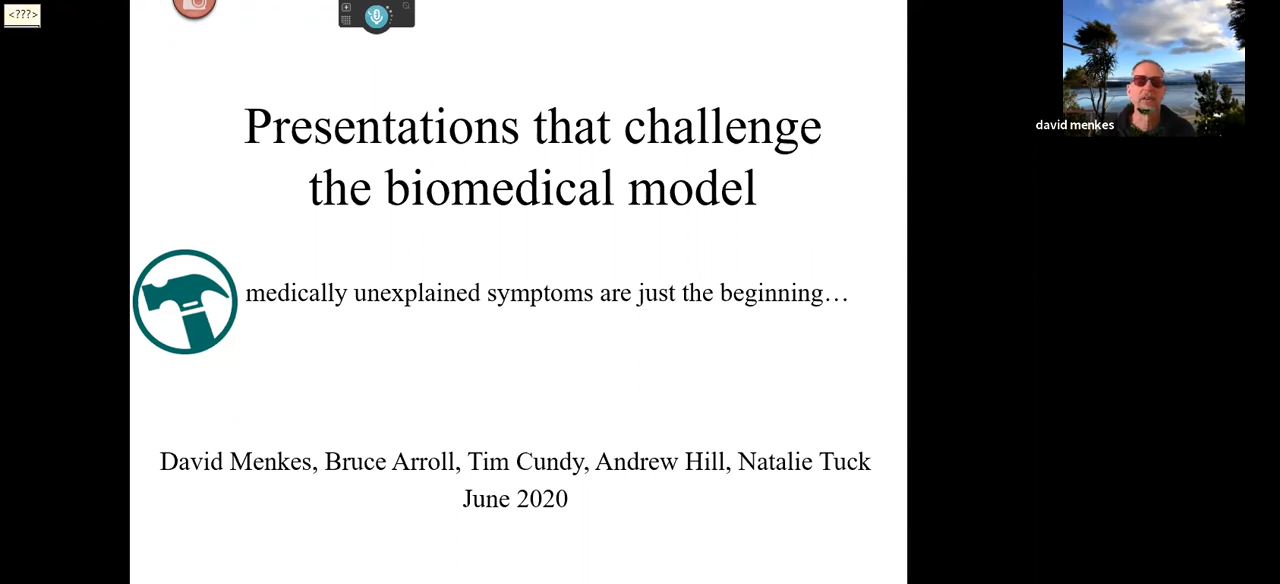 <???>
Presentations that challenge
the biomedical model
david menkes
medically unexplained symptoms are just the beginning…
David Menkes, Bruce Arroll, Tim Cundy, Andrew Hill, Natalie Tuck
June 2020